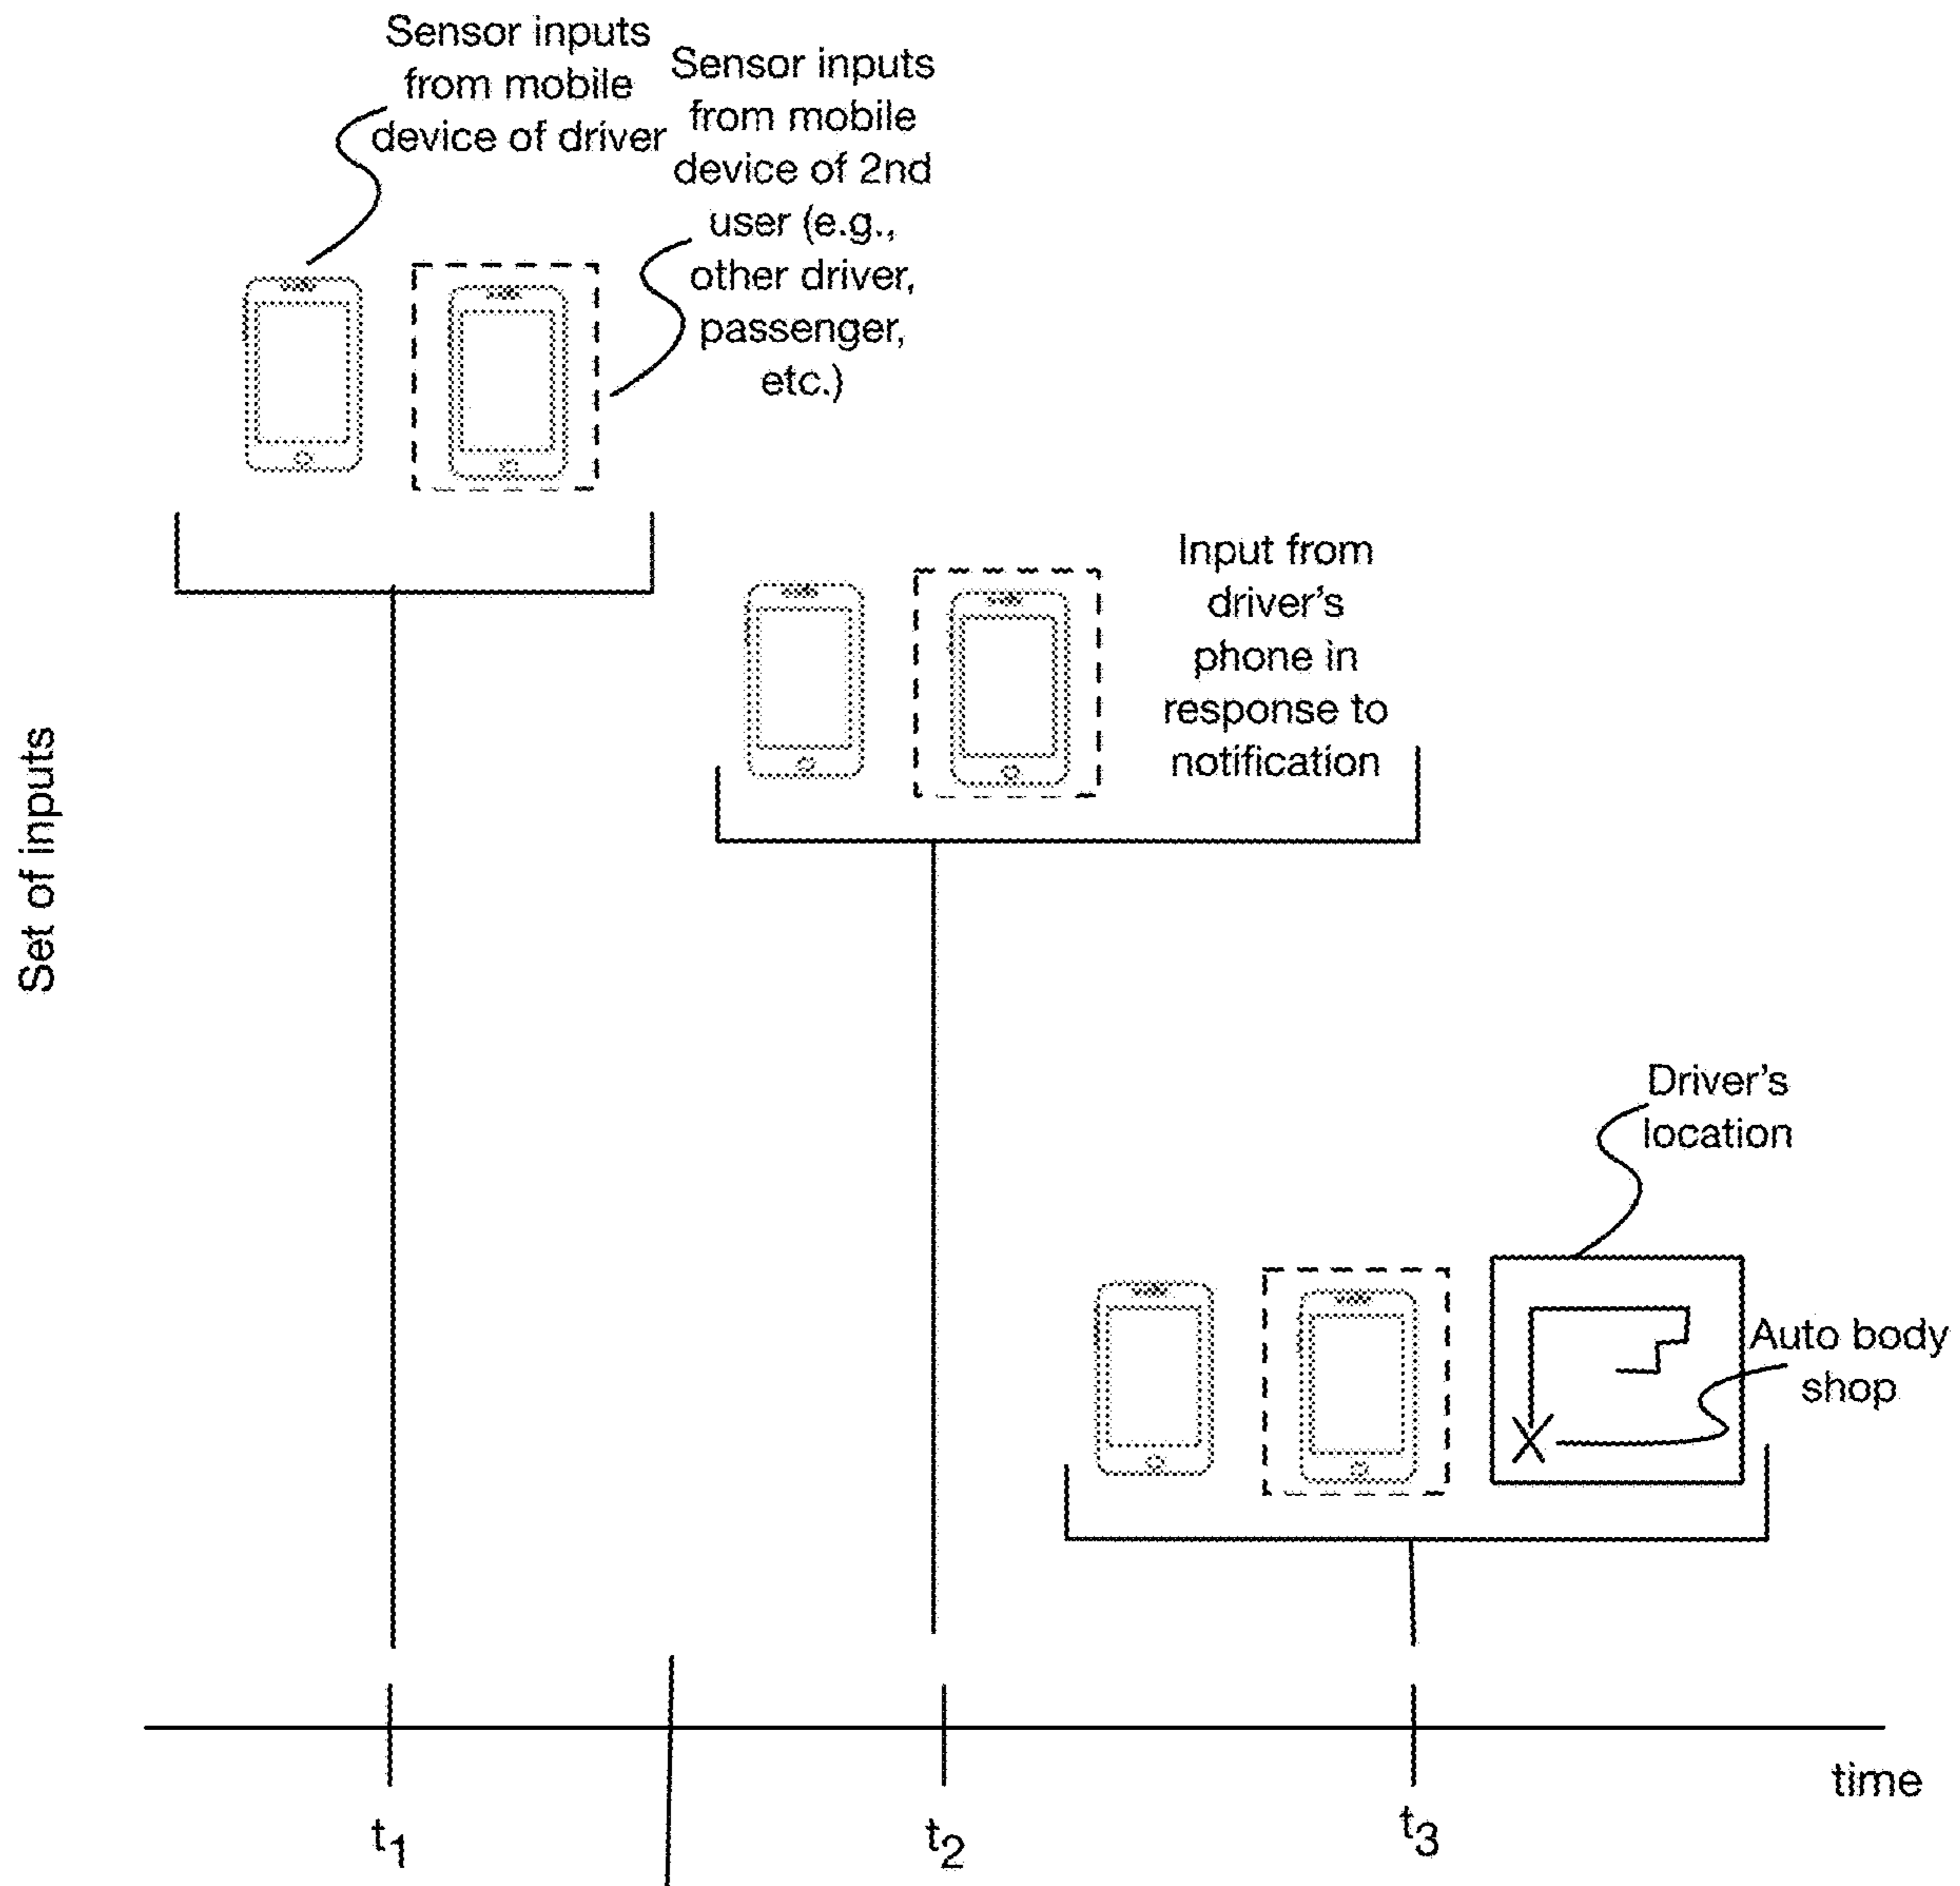 Sensor inputs
from mobile
device of driver
Sensor inputs
from mobile
device of 2nd
user (e.g.,
other driver,
passenger,
etc.)
Input from
driver's
phone in
response to
notification
Set of inputs
Driver's
location
Auto body
shop
time
t1
t2
t3